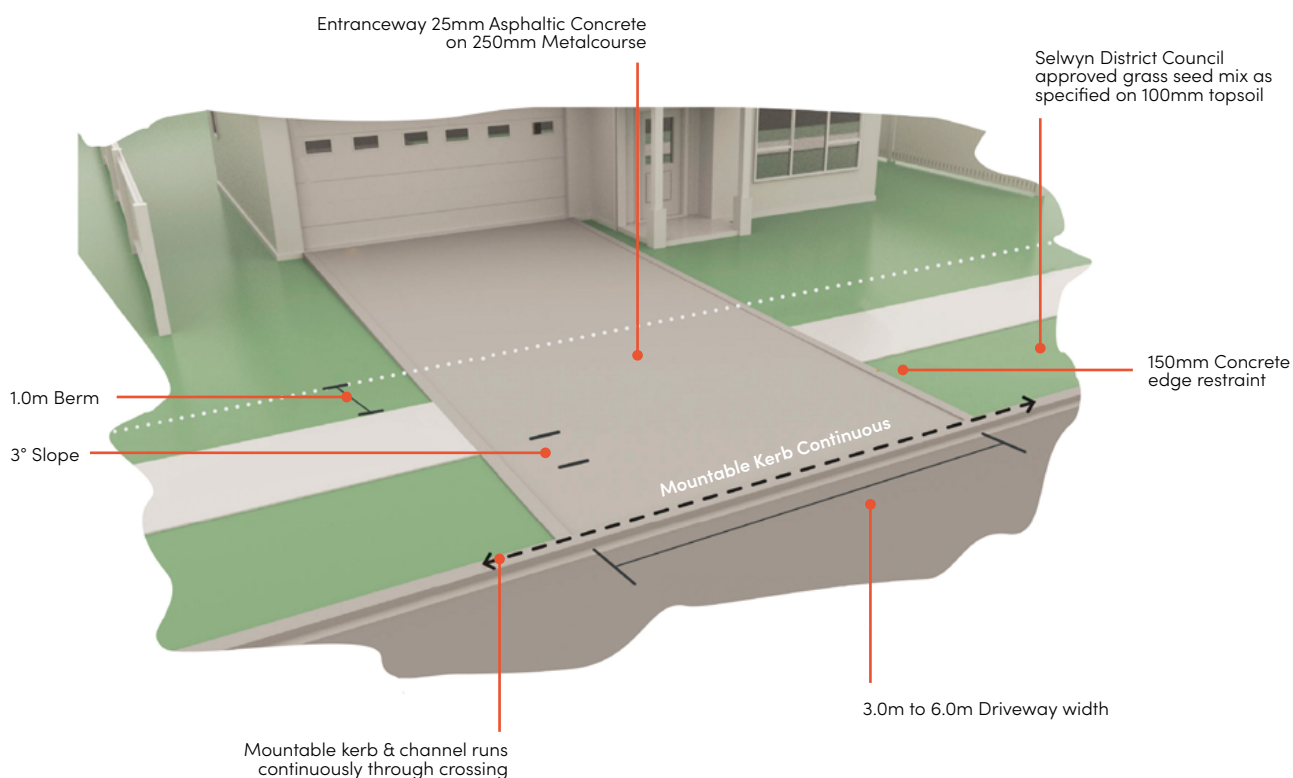 Entranceway 25mm Asphaltic Concrete
on 250mm Metalcourse
Selwyn District Council
approved grass seed mix as
specified on 100mm topsoil
150mm Concrete
edge restraint
1.0m Berm
3° Slope
Mountable Kerb Continuous
3.0m to 6.0m Driveway width
Mountable kerb & channel runs
continuously through crossing